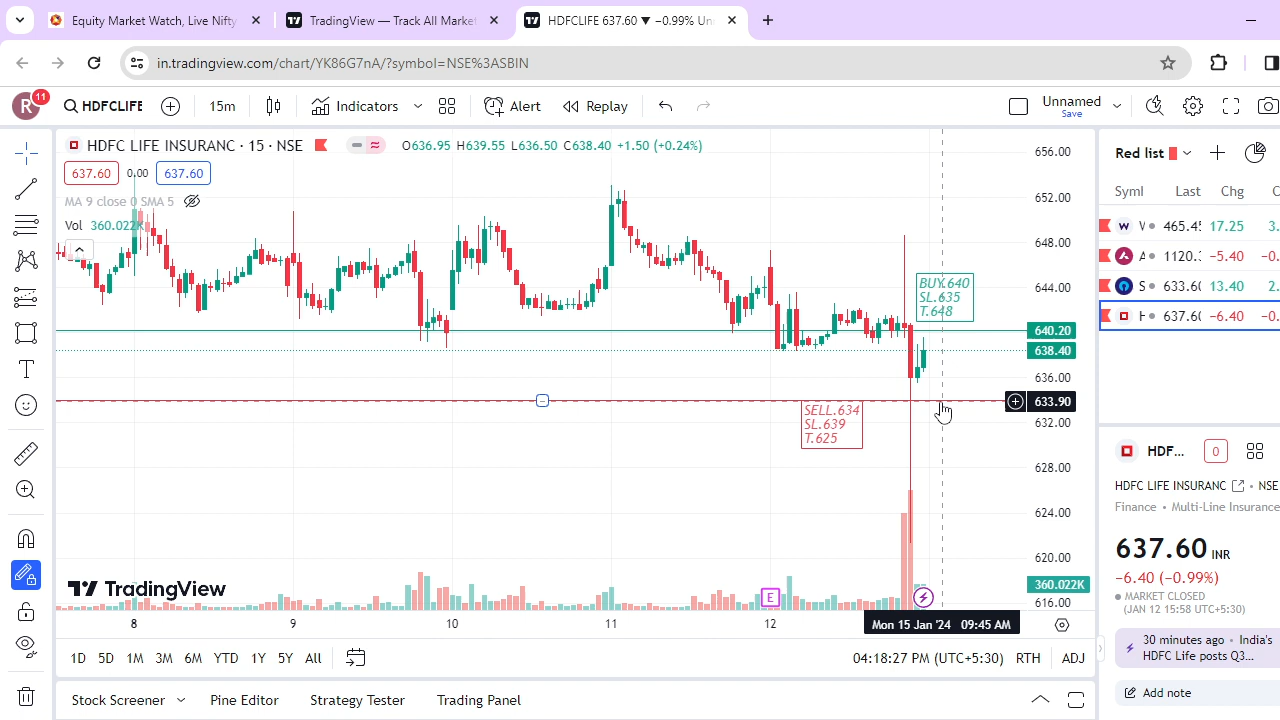 Equity Market Watch, Live Nifty
TradingView — Track All Market
HDFCLIFE 637.60 ▼ −0.99% Un
in.tradingview.com/chart/YK86G7nA/?symbol=NSE%3ASBIN
R
11
HDFCLIFE
15m
Indicators
Alert
Replay
Unnamed
Save
HDFC LIFE INSURANC · 15 · NSE
O636.95 H639.55 L636.50 C638.40 +1.50 (+0.24%)
637.60
0.00
637.60
MA 9 close 0 SMA 5
Vol 360.022K
BUY.640
SL.635
T.648
SELL.634
SL.639
T.625
656.00
652.00
648.00
644.00
640.20
638.40
636.00
633.90
632.00
628.00
624.00
620.00
360.022K
616.00
TradingView
E
8
9
10
11
12
Mon 15 Jan '24 09:45 AM
1D
5D
1M
3M
6M
YTD
1Y
5Y
All
04:18:27 PM (UTC+5:30)
RTH
ADJ
Stock Screener
Pine Editor
Strategy Tester
Trading Panel
Red list
Symb
Last
Chg
465.45 17.25 3.
A 1120. −5.40 −0.
S 633.60 13.40 2.
H 637.60 −6.40 −0.
HDF...
0
HDFC LIFE INSURANC • NSE
Finance • Multi-Line Insurance
637.60 INR
−6.40 (−0.99%)
MARKET CLOSED
(JAN 12 15:58 UTC+5:30)
30 minutes ago • India's
HDFC Life posts Q3...
Add note